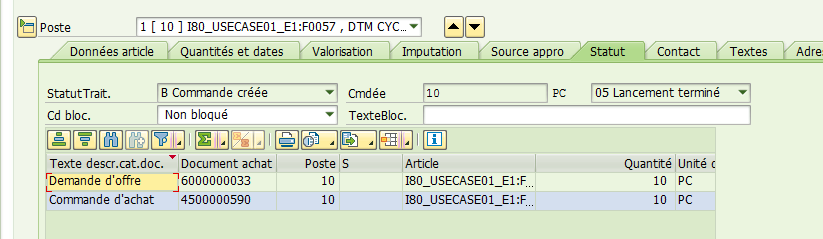 Poste 1 [ 10 ] I80_USECASE01_E1:F0057 , DTM CYC...
Données article Quantités et dates Valorisation Imputation Source appro Statut Contact Textes Adre
StatutTrait. B Commande créée Cmdée 10 PC 05 Lancement terminé
Cd bloc. Non bloqué TexteBloc.
Texte descr.cat.doc. Document achat Poste S Article Quantité Unité d
Demande d'offre 6000000033 10 I80_USECASE01_E1:F... 10 PC
Commande d'achat 4500000590 10 I80_USECASE01_E1:F... 10 PC